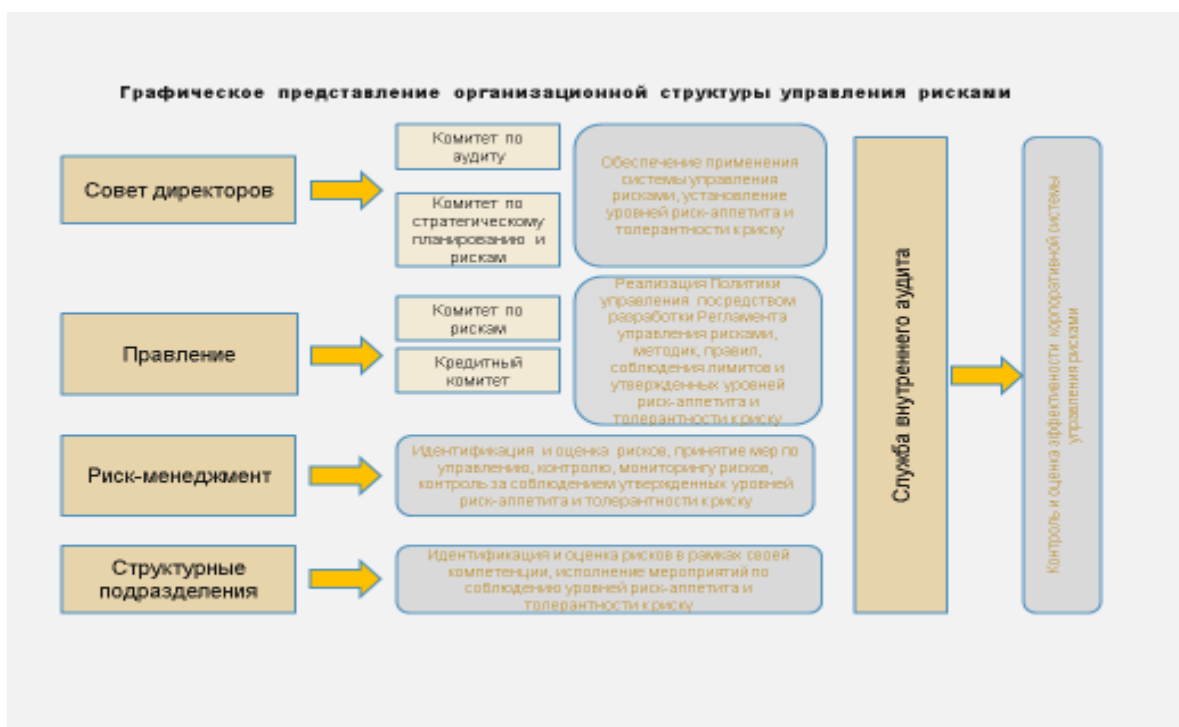 Графическое представление организационной структуры управления рисками
Совет директоров
Комитет по
аудиту
Комитет по
стратегическому
планированию и
рискам
Обеспечение применения
системы управления
рисками, установление
уровней риск-аппетита и
толерантности к риску
Правление
Комитет по
рискам
Кредитный
комитет
Реализация Политики
управления посредством
разработки Регламента
управления рисками,
методик, правил,
соблюдения лимитов и
утвержденных уровней
риск-аппетита и
толерантности к риску
Риск-менеджмент
Идентификация и оценка рисков, принятие мер по
управлению, контролю, мониторингу рисков,
контроль за соблюдением утвержденных уровней
риск-аппетита и толерантности к риску
Структурные
подразделения
Идентификация и оценка рисков в рамках своей
компетенции, исполнение мероприятий по
соблюдению уровней риск-аппетита и
толерантности к риску
Служба внутреннего аудита
Контроль и оценка эффективности корпоративной системы
управления рисками